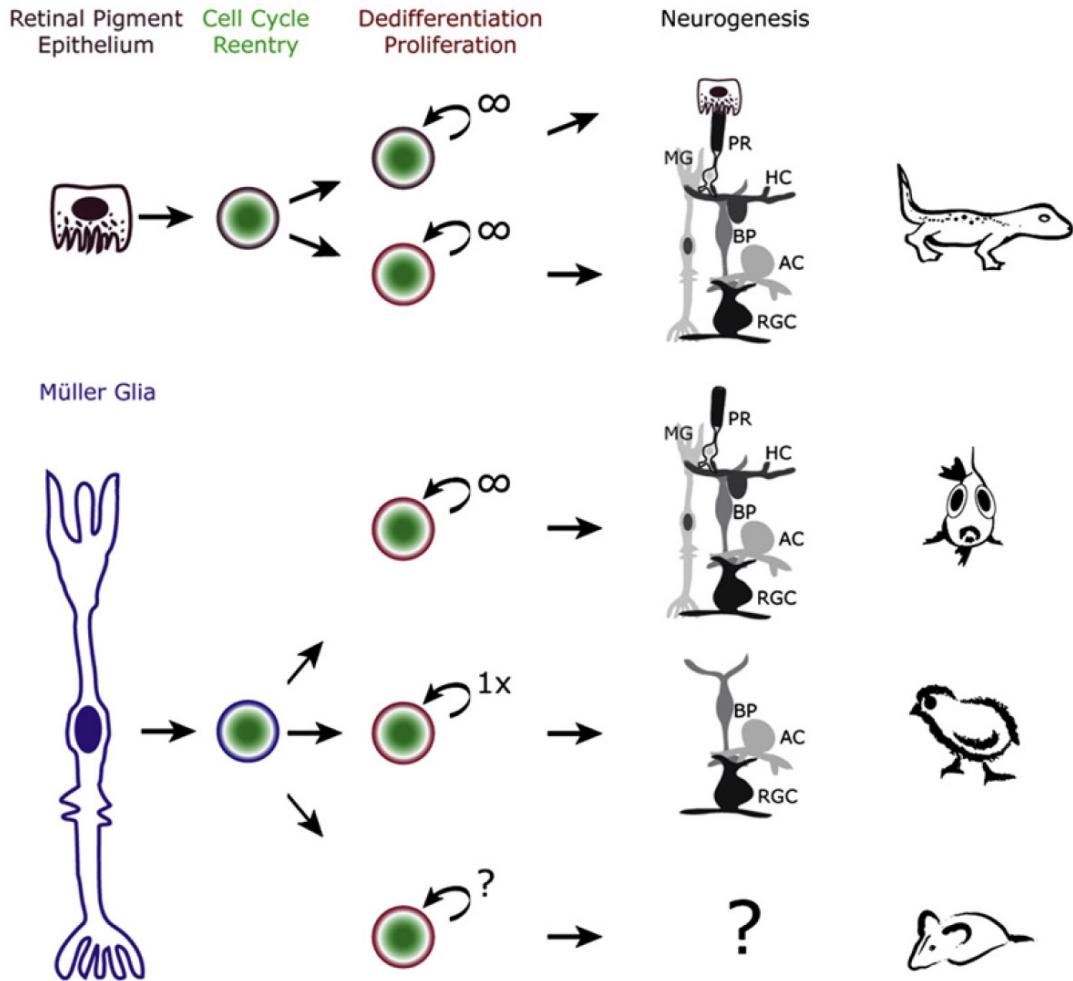 Retinal Pigment
Epithelium
Cell Cycle
Reentry
Dedifferentiation
Proliferation
Neurogenesis
∞
∞
PR
MG
HC
BP
AC
RGC
Müller Glia
∞
PR
MG
HC
BP
AC
RGC
1x
BP
AC
RGC
?
?